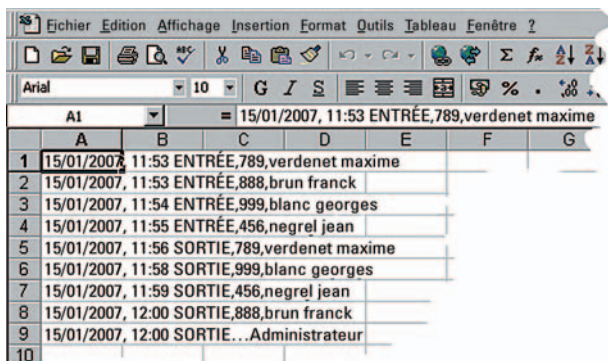 Fichier Edition Affichage Insertion Format Outils Tableau Fenêtre ?
Arial 10 G I S %
A1 = 15/01/2007, 11:53 ENTRÉE,789,verdenet maxime
A B C D E F G
1 15/01/2007, 11:53 ENTRÉE,789,verdenet maxime
2 15/01/2007, 11:53 ENTRÉE,888,brun franck
3 15/01/2007, 11:54 ENTRÉE,999,blanc georges
4 15/01/2007, 11:55 ENTRÉE,456,negrel jean
5 15/01/2007, 11:56 SORTIE,789,verdenet maxime
6 15/01/2007, 11:58 SORTIE,999,blanc georges
7 15/01/2007, 11:59 SORTIE,456,negrel jean
8 15/01/2007, 12:00 SORTIE,888,brun franck
9 15/01/2007, 12:00 SORTIE...Administrateur
10